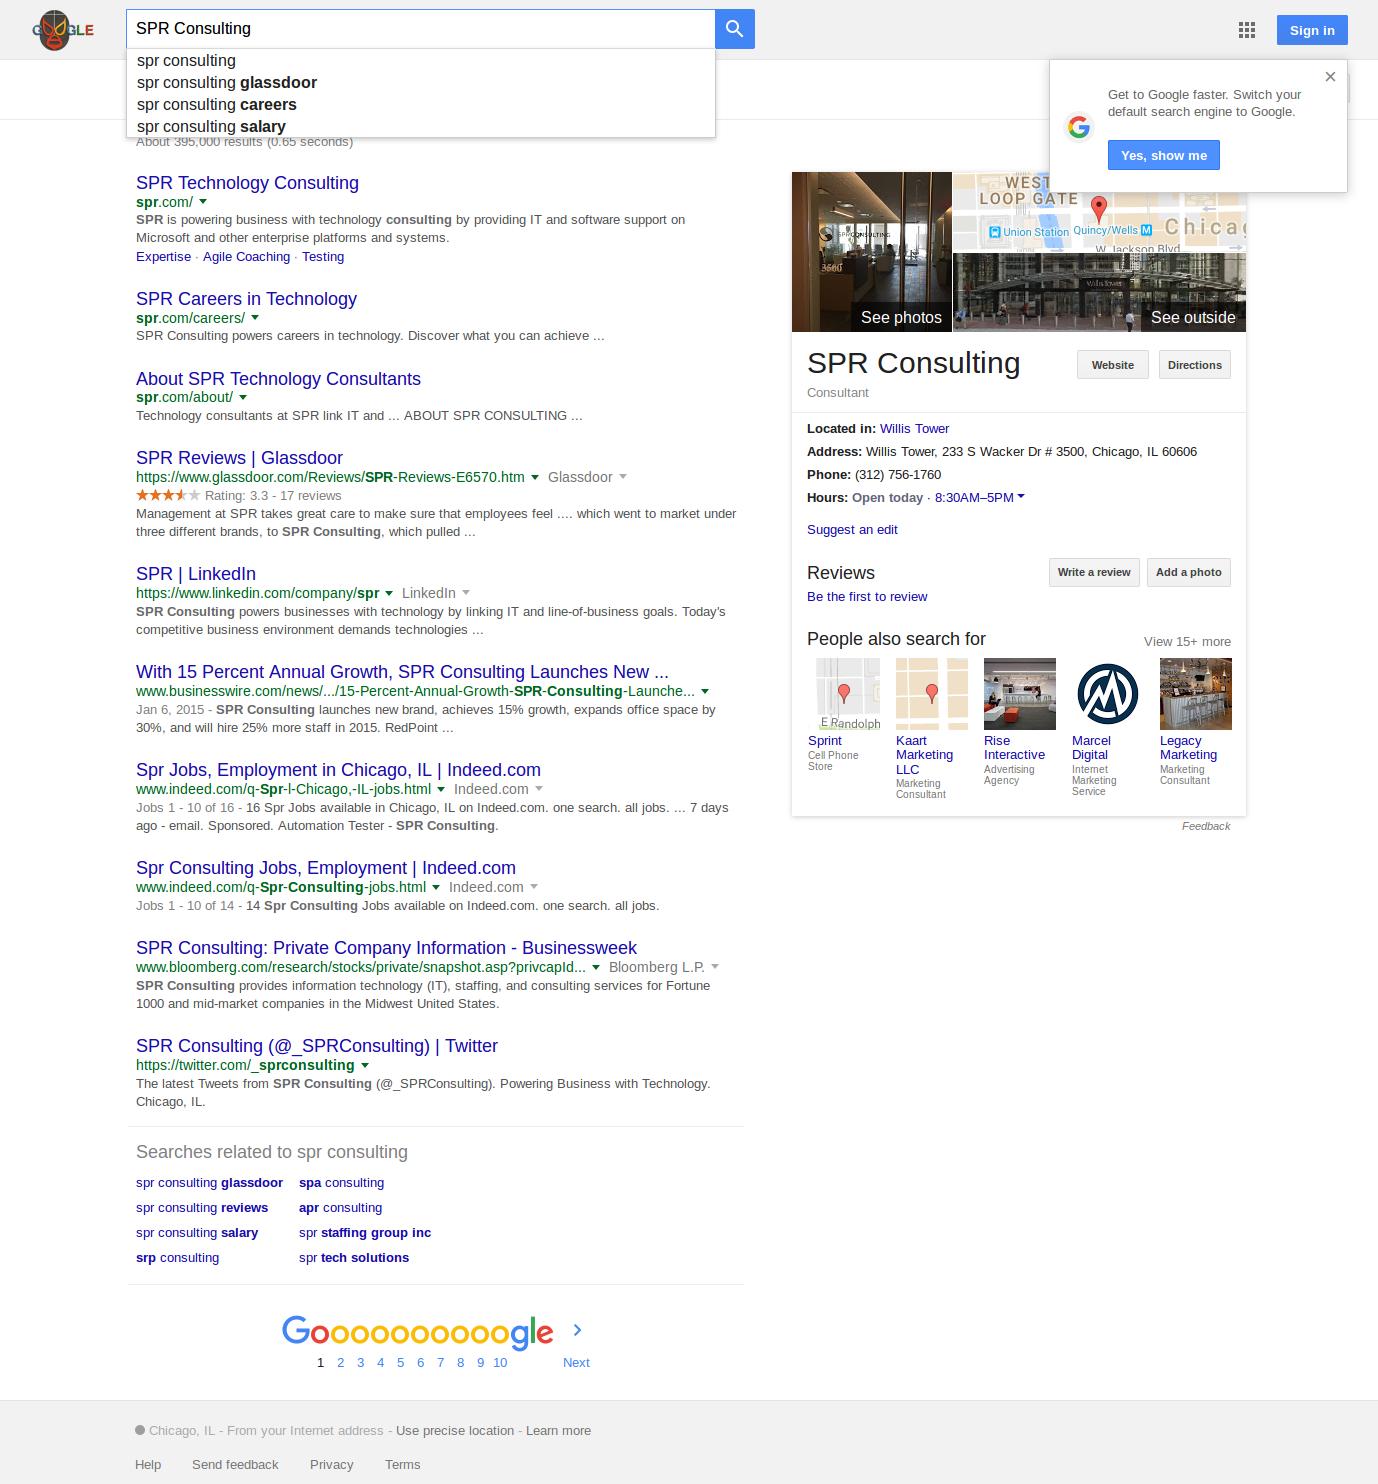 GOOGLE
SPR Consulting
Sign in
spr consulting
spr consulting glassdoor
spr consulting careers
spr consulting salary
Get to Google faster. Switch your
default search engine to Google.
Yes, show me
About 395,000 results (0.65 seconds)
SPR Technology Consulting
spr.com/
SPR is powering business with technology consulting by providing IT and software support on
Microsoft and other enterprise platforms and systems.
Expertise · Agile Coaching · Testing
SPR Careers in Technology
spr.com/careers/
SPR Consulting powers careers in technology. Discover what you can achieve ...
About SPR Technology Consultants
spr.com/about/
Technology consultants at SPR link IT and ... ABOUT SPR CONSULTING ...
SPR Reviews | Glassdoor
https://www.glassdoor.com/Reviews/SPR-Reviews-E6570.htm Glassdoor
Rating: 3.3 - 17 reviews
Management at SPR takes great care to make sure that employees feel .... which went to market under
three different brands, to SPR Consulting, which pulled ...
SPR | LinkedIn
https://www.linkedin.com/company/spr LinkedIn
SPR Consulting powers businesses with technology by linking IT and line-of-business goals. Today's
competitive business environment demands technologies ...
With 15 Percent Annual Growth, SPR Consulting Launches New ...
www.businesswire.com/news/.../15-Percent-Annual-Growth-SPR-Consulting-Launche...
Jan 6, 2015 - SPR Consulting launches new brand, achieves 15% growth, expands office space by
30%, and will hire 25% more staff in 2015. RedPoint ...
Spr Jobs, Employment in Chicago, IL | Indeed.com
www.indeed.com/q-Spr-l-Chicago,-IL-jobs.html Indeed.com
Jobs 1 - 10 of 16 - 16 Spr Jobs available in Chicago, IL on Indeed.com. one search. all jobs. ... 7 days
ago - email. Sponsored. Automation Tester - SPR Consulting.
Spr Consulting Jobs, Employment | Indeed.com
www.indeed.com/q-Spr-Consulting-jobs.html Indeed.com
Jobs 1 - 10 of 14 - 14 Spr Consulting Jobs available on Indeed.com. one search. all jobs.
SPR Consulting: Private Company Information - Businessweek
www.bloomberg.com/research/stocks/private/snapshot.asp?privcapId... Bloomberg L.P.
SPR Consulting provides information technology (IT), staffing, and consulting services for Fortune
1000 and mid-market companies in the Midwest United States.
SPR Consulting (@_SPRConsulting) | Twitter
https://twitter.com/_sprconsulting
The latest Tweets from SPR Consulting (@_SPRConsulting). Powering Business with Technology.
Chicago, IL.
Searches related to spr consulting
spr consulting glassdoor spa consulting
spr consulting reviews apr consulting
spr consulting salary spr staffing group inc
srp consulting spr tech solutions
Gooooooooooogle
1 2 3 4 5 6 7 8 9 10 Next
SPR CONSULTING
3500
See photos
WEST
LOOP GATE
Union Station
Quincy/Wells M
Chicag
W Jackson Blvd
Willis Tower
See outside
SPR Consulting
Website Directions
Consultant
Located in: Willis Tower
Address: Willis Tower, 233 S Wacker Dr # 3500, Chicago, IL 60606
Phone: (312) 756-1760
Hours: Open today · 8:30AM–5PM
Suggest an edit
Reviews
Write a review Add a photo
Be the first to review
People also search for
View 15+ more
E Randolph
Sprint
Cell Phone
Store
Kaart
Marketing
LLC
Marketing
Consultant
Rise
Interactive
Advertising
Agency
Marcel
Digital
Internet
Marketing
Service
Legacy
Marketing
Marketing
Consultant
Feedback
Chicago, IL - From your Internet address - Use precise location - Learn more
Help Send feedback Privacy Terms